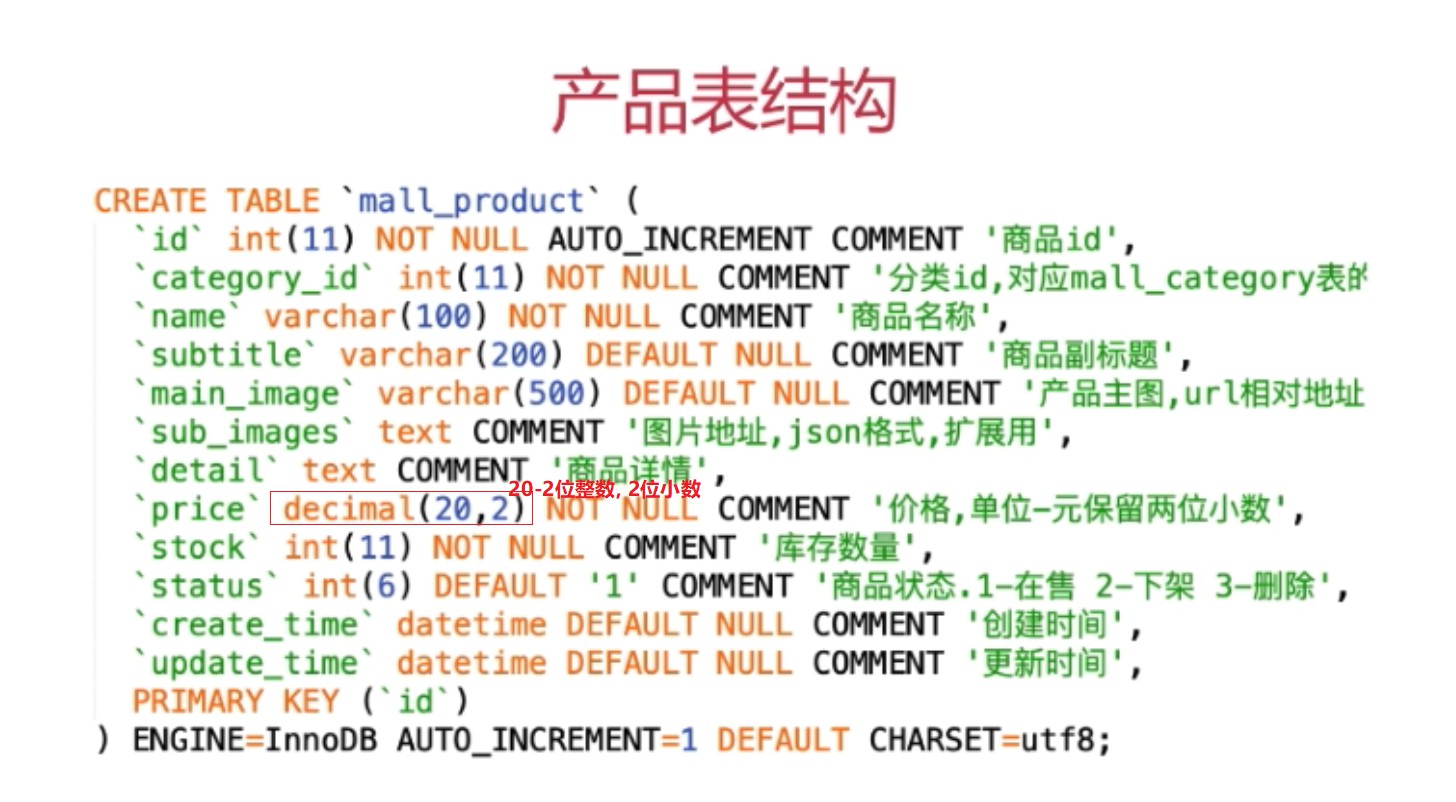 产品表结构
CREATE TABLE `mall_product` (
`id` int(11) NOT NULL AUTO_INCREMENT COMMENT '商品id',
`category_id` int(11) NOT NULL COMMENT '分类id,对应mall_category表的
`name` varchar(100) NOT NULL COMMENT '商品名称',
`subtitle` varchar(200) DEFAULT NULL COMMENT '商品副标题',
`main_image` varchar(500) DEFAULT NULL COMMENT '产品主图,url相对地址
`sub_images` text COMMENT '图片地址,json格式,扩展用',
`detail` text COMMENT '商品详情',
20-2位整数, 2位小数
`price` decimal(20,2) NOT NULL COMMENT '价格,单位-元保留两位小数',
`stock` int(11) NOT NULL COMMENT '库存数量',
`status` int(6) DEFAULT '1' COMMENT '商品状态.1-在售 2-下架 3-删除',
`create_time` datetime DEFAULT NULL COMMENT '创建时间',
`update_time` datetime DEFAULT NULL COMMENT '更新时间',
PRIMARY KEY (`id`)
) ENGINE=InnoDB AUTO_INCREMENT=1 DEFAULT CHARSET=utf8;